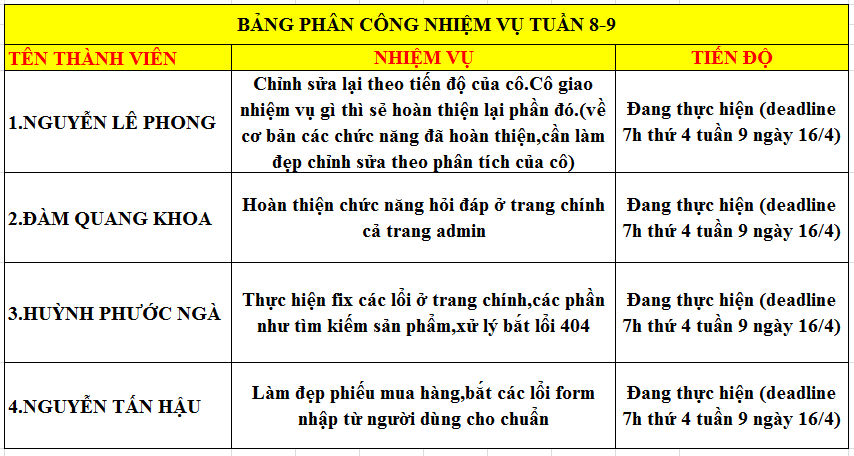 BẢNG PHÂN CÔNG NHIỆM VỤ TUẦN 8-9
TÊN THÀNH VIÊN NHIỆM VỤ TIẾN ĐỘ
1.NGUYỄN LÊ PHONG
Chỉnh sửa lại theo tiến độ của cô.Cô giao
nhiệm vụ gì thì sẻ hoàn thiện lại phần đó.(về
cơ bản các chức năng đã hoàn thiện,cần làm
đẹp chỉnh sửa theo phân tích của cô)
Đang thực hiện (deadline
7h thứ 4 tuần 9 ngày 16/4)
2.ĐÀM QUANG KHOA
Hoàn thiện chức năng hỏi đáp ở trang chính
cả trang admin
Đang thực hiện (deadline
7h thứ 4 tuần 9 ngày 16/4)
3.HUỲNH PHƯỚC NGÀ
Thực hiện fix các lổi ở trang chính,các phần
như tìm kiếm sản phẩm,xử lý bắt lổi 404
Đang thực hiện (deadline
7h thứ 4 tuần 9 ngày 16/4)
4.NGUYỄN TẤN HẬU
Làm đẹp phiếu mua hàng,bắt các lổi form
nhập từ người dùng cho chuẩn
Đang thực hiện (deadline
7h thứ 4 tuần 9 ngày 16/4)